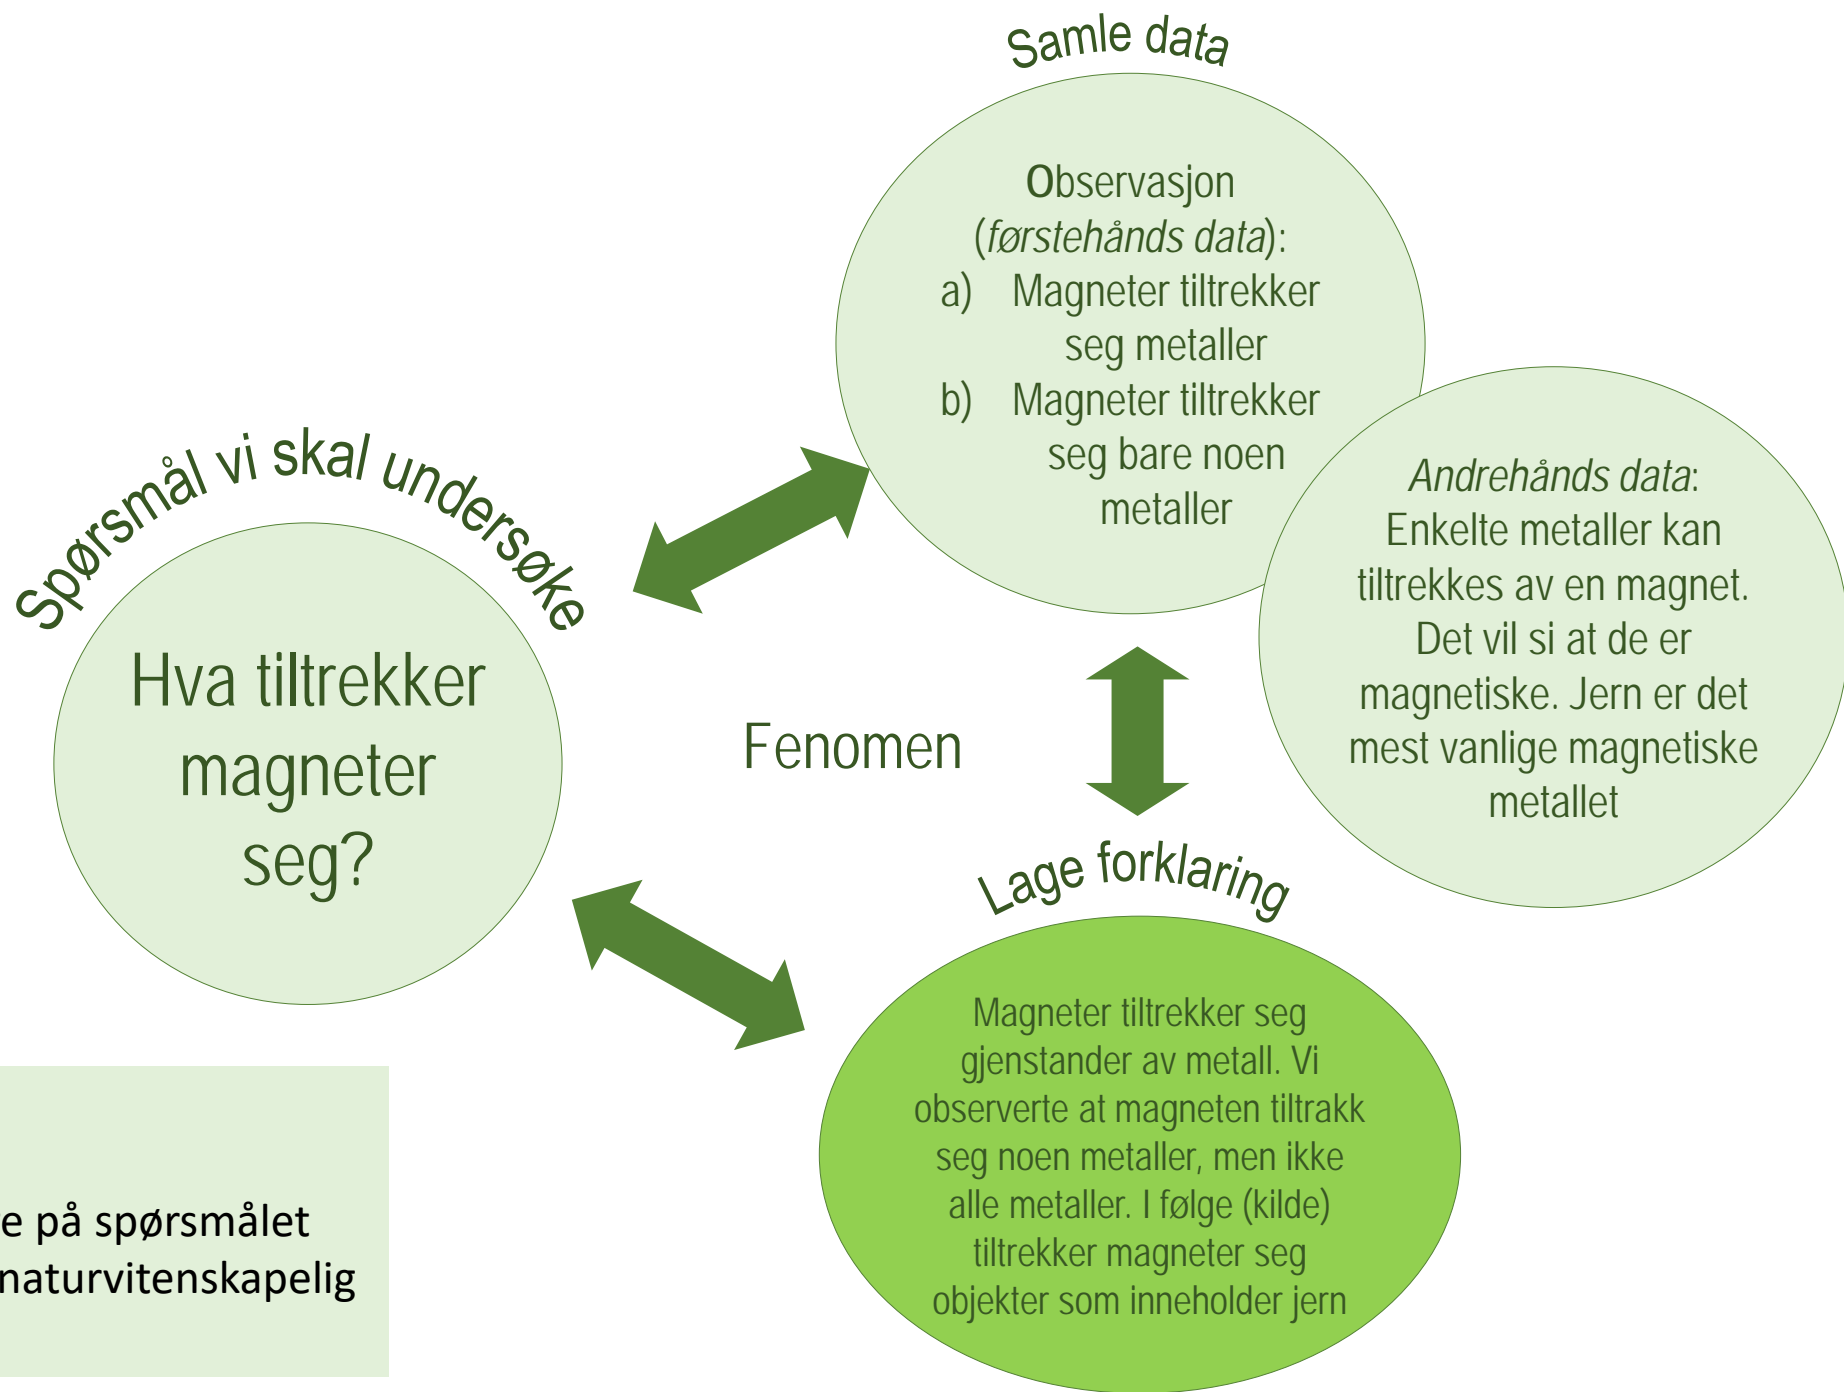 Samle data
Observasjon
(førstehånds data):
a) Magneter tiltrekker
seg metaller
b) Magneter tiltrekker
seg bare noen
metaller
Andrehånds data:
Enkelte metaller kan
tiltrekkes av en magnet.
Det vil si at de er
magnetiske. Jern er det
mest vanlige magnetiske
metallet
Spørsmål vi skal undersøke
Hva tiltrekker
magneter
seg?
Fenomen
Lage forklaring
Magneter tiltrekker seg
gjenstander av metall. Vi
observerte at magneten tiltrakk
seg noen metaller, men ikke
alle metaller. I følge (kilde)
tiltrekker magneter seg
objekter som inneholder jern
på spørsmålet
naturvitenskapelig